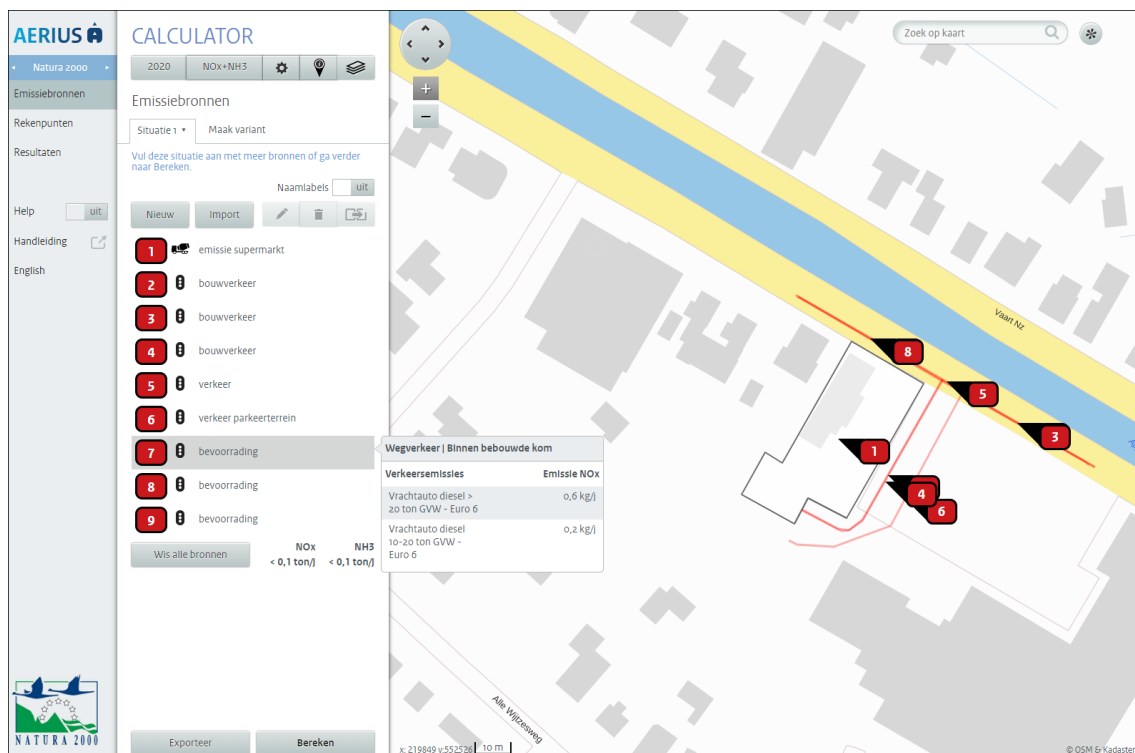 AERIUS
Natura 2000
Emissiebronnen
Rekenpunten
Resultaten
Help
uit
Handleiding
English
NATURA 2000
CALCULATOR
2020
NOx+NH3
Emissiebronnen
Situatie 1
Maak variant
Vul deze situatie aan met meer bronnen of ga verder
naar Bereken.
Naamlabels
uit
Nieuw
Import
1 emissie supermarkt
2 bouwverkeer
3 bouwverkeer
4 bouwverkeer
5 verkeer
6 verkeer parkeerterrein
7 bevoorrading
8 bevoorrading
9 bevoorrading
Wis alle bronnen
NOx NH3
< 0,1 ton/j < 0,1 ton/j
Exporteer
Bereken
Wegverkeer | Binnen bebouwde kom
Verkeersemissies Emissie NOx
Vrachtauto diesel > 0,6 kg/j
20 ton GVW - Euro 6
Vrachtauto diesel 0,2 kg/j
10-20 ton GVW -
Euro 6
Zoek op kaart
Vaart Nz
8
5
3
1
4
6
Alle Wijtzesweg
x: 219849 y:552526
10 m
© OSM & Kadaster